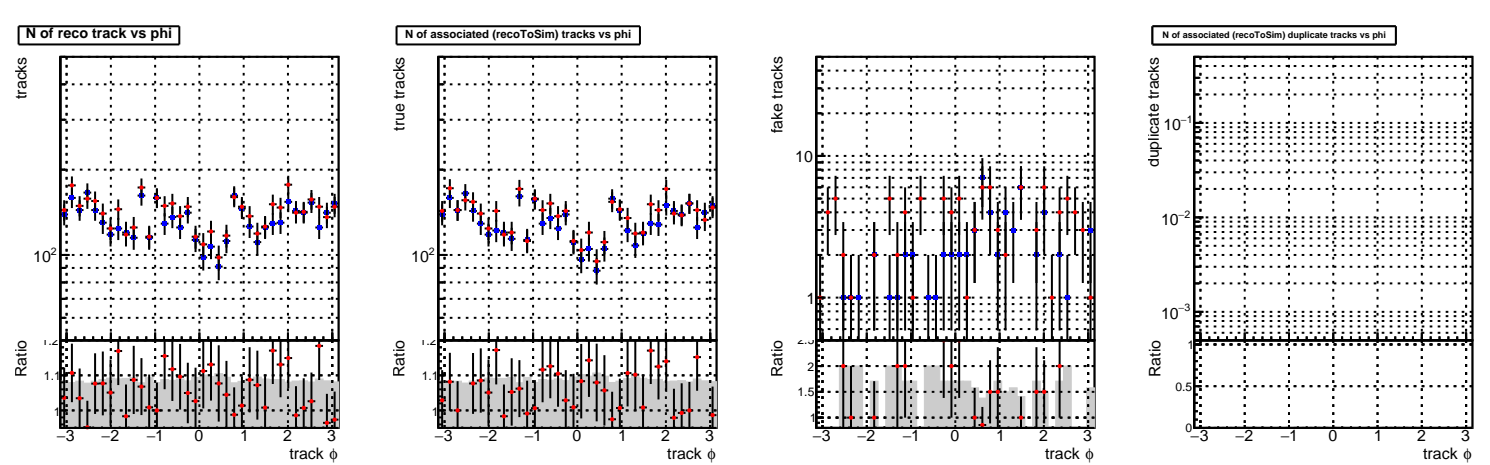 N of reco track vs phi
tracks
10²
Ratio
1.2
1.1
1
−3 −2 −1 0 1 2 3
track ϕ
N of associated (recoToSim) tracks vs phi
true tracks
10²
Ratio
1.2
1.1
1
−3 −2 −1 0 1 2 3
track ϕ
fake tracks
10
1
Ratio
2.5
2
1.5
1
−3 −2 −1 0 1 2 3
track ϕ
N of associated (recoToSim) duplicate tracks vs phi
duplicate tracks
10⁻¹
10⁻²
10⁻³
Ratio
1
0.5
0
−3 −2 −1 0 1 2 3
track ϕ